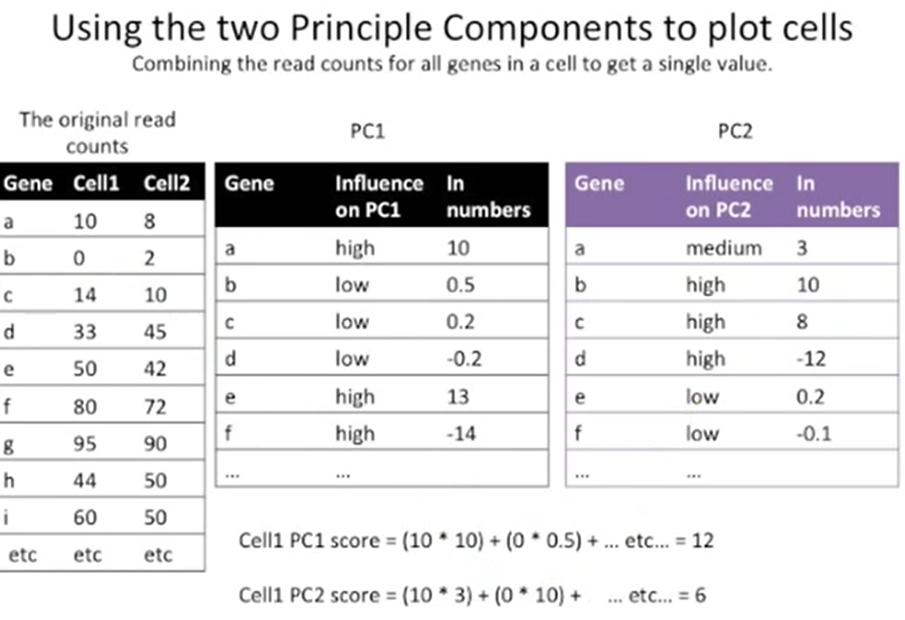 Using the two Principle Components to plot cells
Combining the read counts for all genes in a cell to get a single value.
The original read
counts
Gene Cell1 Cell2
a 10 8
b 0 2
c 14 10
d 33 45
e 50 42
f 80 72
g 95 90
h 44 50
i 60 50
etc etc etc
PC1
Gene Influence In
on PC1 numbers
a high 10
b low 0.5
c low 0.2
d low -0.2
e high 13
f high -14
... ...
PC2
Gene Influence In
on PC2 numbers
a medium 3
b high 10
c high 8
d high -12
e low 0.2
f low -0.1
... ...
Cell1 PC1 score = (10 * 10) + (0 * 0.5) + ... etc... = 12
Cell1 PC2 score = (10 * 3) + (0 * 10) + ... etc... = 6